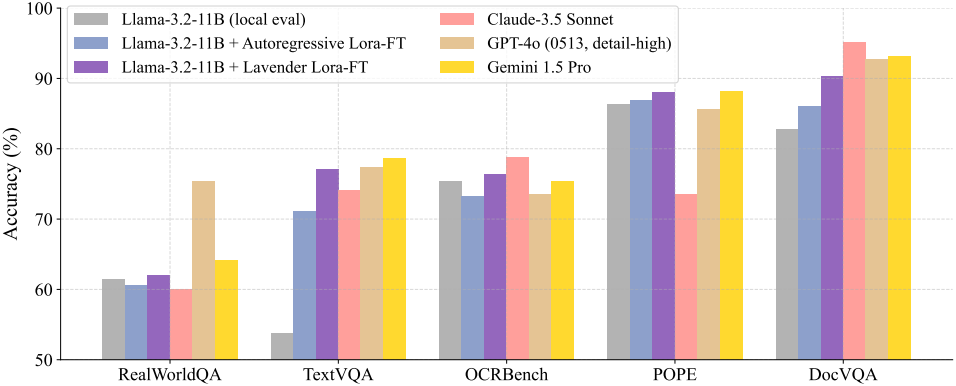 100
90
80
70
60
50
Accuracy (%)
Llama-3.2-11B (local eval)
Llama-3.2-11B + Autoregressive Lora-FT
Llama-3.2-11B + Lavender Lora-FT
Claude-3.5 Sonnet
GPT-4o (0513, detail-high)
Gemini 1.5 Pro
RealWorldQA
TextVQA
OCRBench
POPE
DocVQA